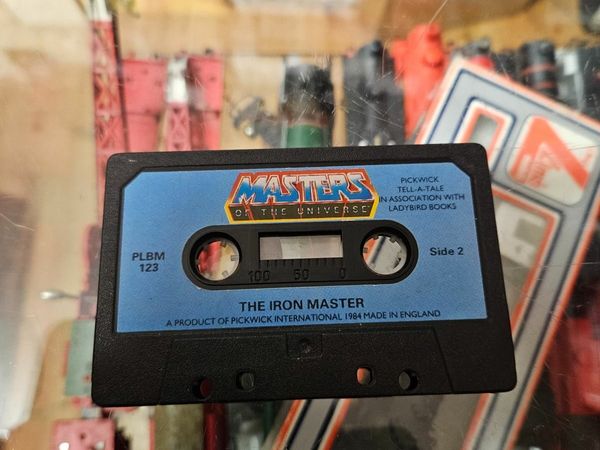 MASTERS
OF THE UNIVERSE
PICKWICK
TELL-A-TALE
IN ASSOCIATION WITH
LADYBIRD BOOKS
PLBM
123
Side 2
100 50 0
THE IRON MASTER
A PRODUCT OF PICKWICK INTERNATIONAL 1984 MADE IN ENGLAND